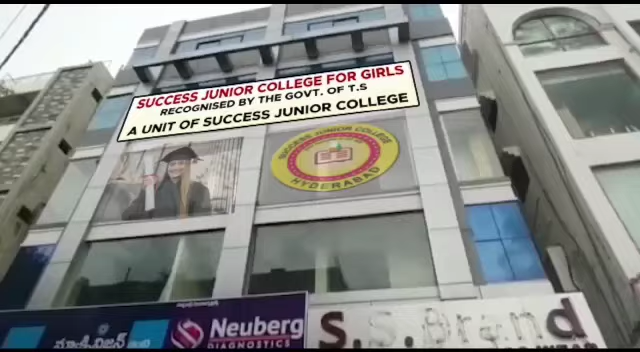 SUCCESS JUNIOR COLLEGE FOR GIRLS
RECOGNISED BY THE GOVT. OF T.S
A UNIT OF SUCCESS JUNIOR COLLEGE
SUCCESS JUNIOR COLLEGE
HYDERABAD
Neuberg
DIAGNOSTICS
S.S.Brand